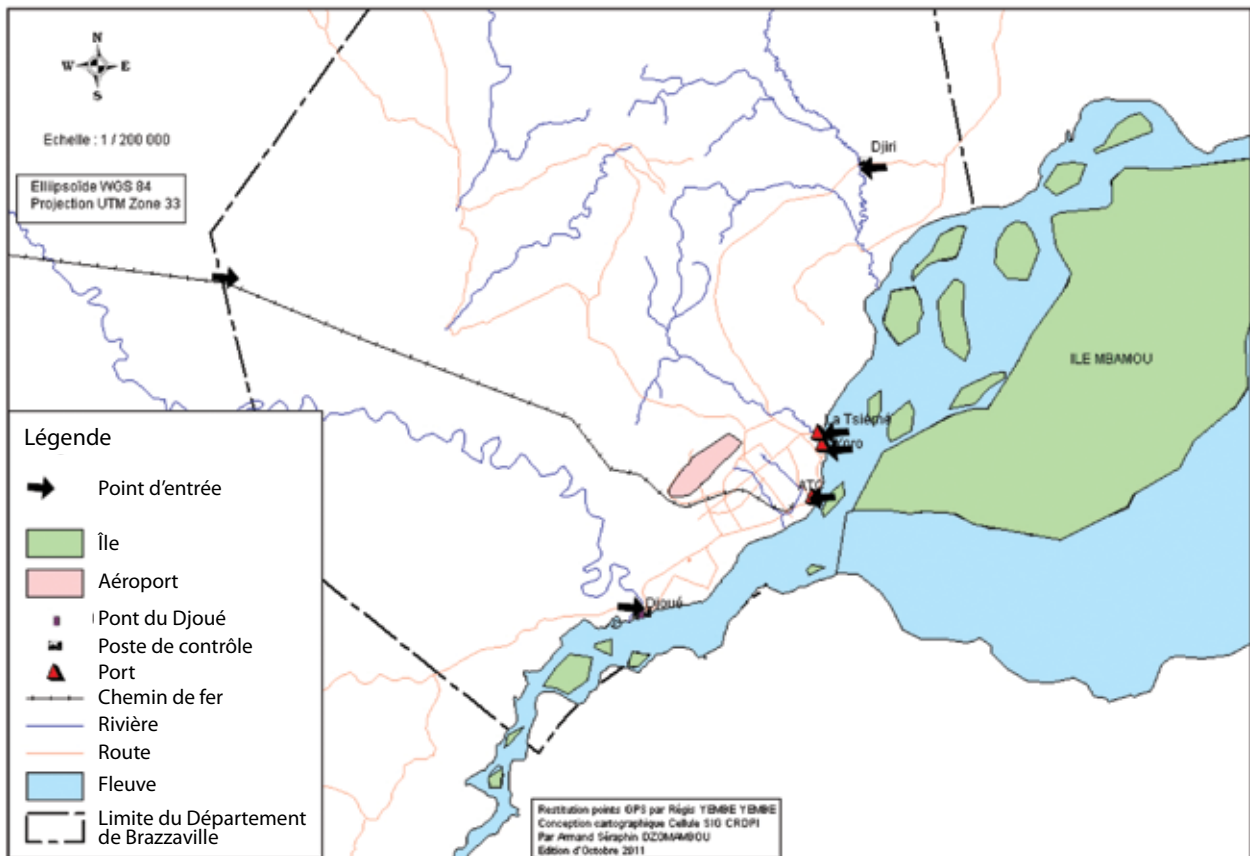 N
W E
S
Echelle : 1 / 200 000
Elliipsoïde WGS 84
Projection UTM Zone 33
Djiri
ILE MBAMOU
La Tsiémé
Yoro
ATC
Djoué
Légende
Point d'entrée
Île
Aéroport
Pont du Djoué
Poste de contrôle
Port
Chemin de fer
Rivière
Route
Fleuve
Limite du Département
de Brazzaville
Restitution points GPS par Régis YEMBE YEMBE
Conception cartographique Cellule SIG CRDPI
Par Armand Séraphin DZOMAMBOU
Edition d'Octobre 2011